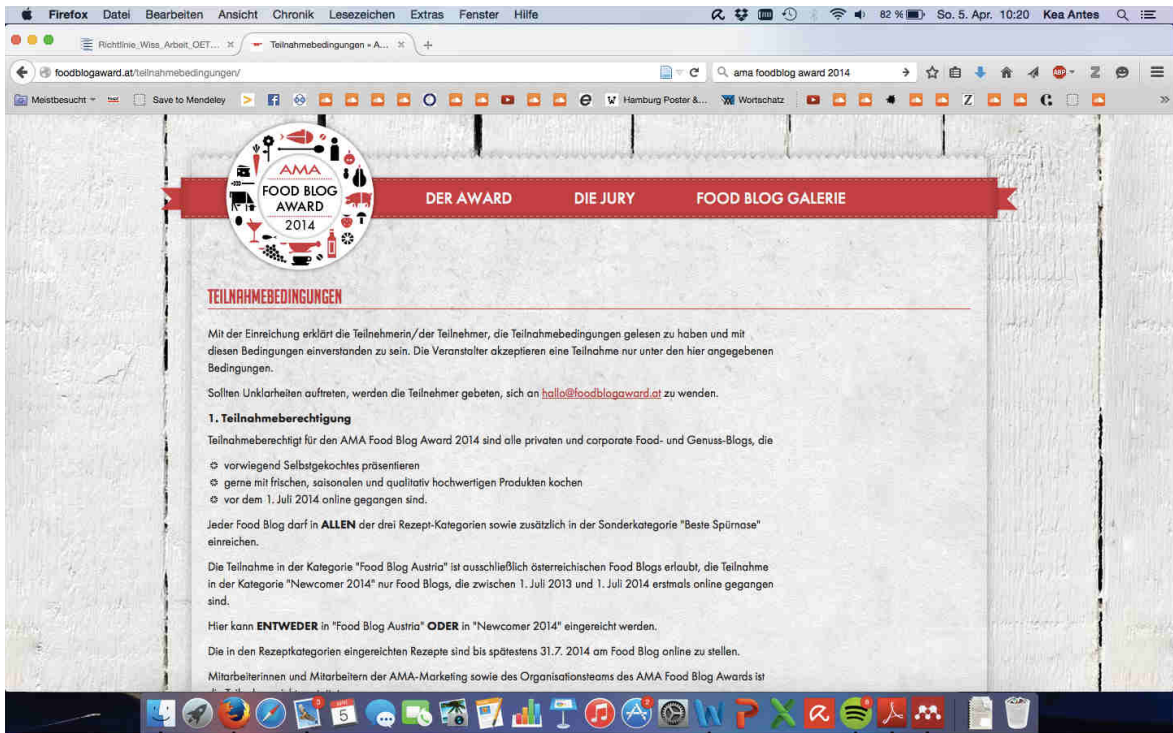 Firefox Datei Bearbeiten Ansicht Chronik Lesezeichen Extras Fenster Hilfe 82 % So. 5. Apr. 10:20 Kea Antes
Richtlinie_Wiss_Arbeit_OET... Teilnahmebedingungen « A...
foodblogaward.at/teilnahmebedingungen/ ama foodblog award 2014
Meistbesucht Save to Mendeley Hamburg Poster &... Wortschatz
AMA
FOOD BLOG
AWARD
2014
DER AWARD DIE JURY FOOD BLOG GALERIE
TEILNAHMEBEDINGUNGEN
Mit der Einreichung erklärt die Teilnehmerin/der Teilnehmer, die Teilnahmebedingungen gelesen zu haben und mit
diesen Bedingungen einverstanden zu sein. Die Veranstalter akzeptieren eine Teilnahme nur unter den hier angegebenen
Bedingungen.
Sollten Unklarheiten auftreten, werden die Teilnehmer gebeten, sich an hallo@foodblogaward.at zu wenden.
1. Teilnahmeberechtigung
Teilnahmeberechtigt für den AMA Food Blog Award 2014 sind alle privaten und corporate Food- und Genuss-Blogs, die
vorwiegend Selbstgekochtes präsentieren
gerne mit frischen, saisonalen und qualitativ hochwertigen Produkten kochen
vor dem 1. Juli 2014 online gegangen sind.
Jeder Food Blog darf in ALLEN der drei Rezept-Kategorien sowie zusätzlich in der Sonderkategorie "Beste Spürnase"
einreichen.
Die Teilnahme in der Kategorie "Food Blog Austria" ist ausschließlich österreichischen Food Blogs erlaubt, die Teilnahme
in der Kategorie "Newcomer 2014" nur Food Blogs, die zwischen 1. Juli 2013 und 1. Juli 2014 erstmals online gegangen
sind.
Hier kann ENTWEDER in "Food Blog Austria" ODER in "Newcomer 2014" eingereicht werden.
Die in den Rezeptkategorien eingereichten Rezepte sind bis spätestens 31.7. 2014 am Food Blog online zu stellen.
Mitarbeiterinnen und Mitarbeitern der AMA-Marketing sowie des Organisationsteams des AMA Food Blog Awards ist